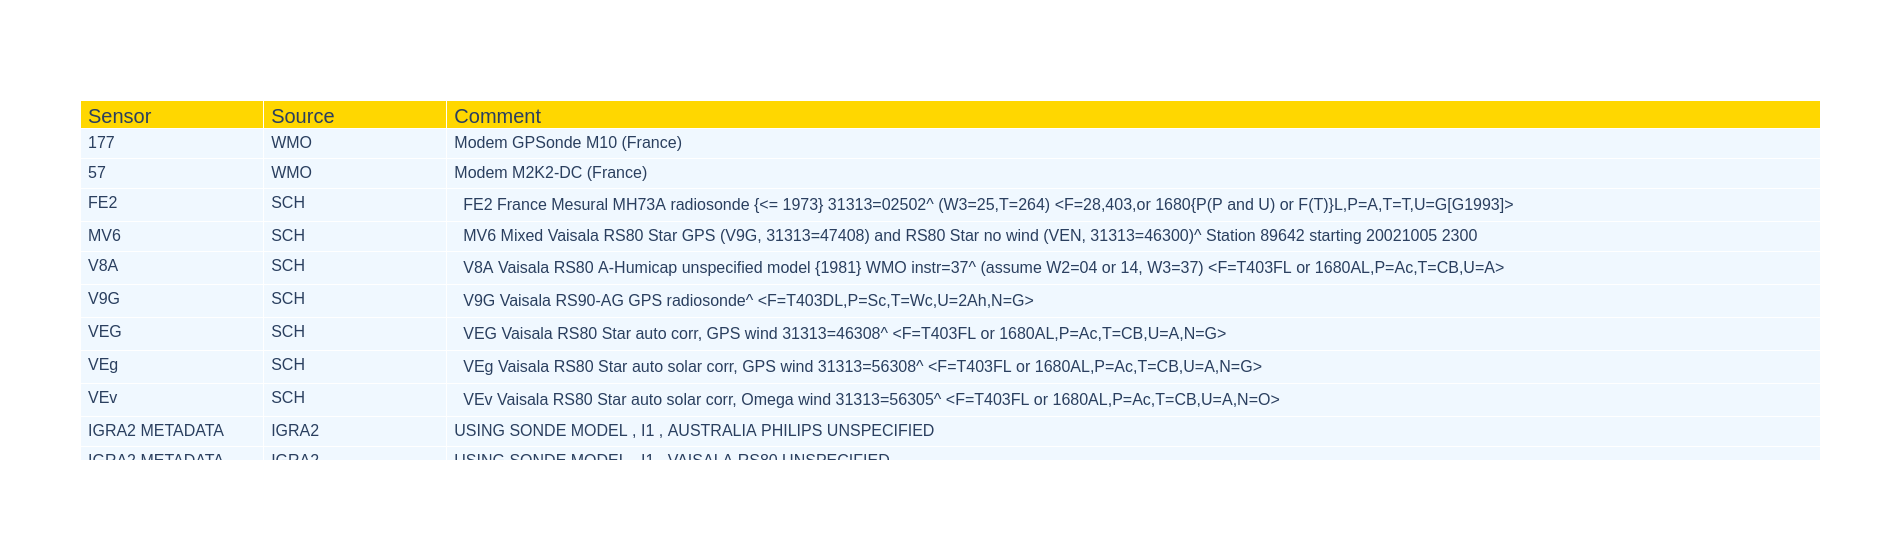 Sensor Source Comment
177 WMO Modem GPSonde M10 (France)
57 WMO Modem M2K2-DC (France)
FE2 SCH FE2 France Mesural MH73A radiosonde {<= 1973} 31313=02502^ (W3=25,T=264) <F=28,403,or 1680{P(P and U) or F(T)}L,P=A,T=T,U=G[G1993]>
MV6 SCH MV6 Mixed Vaisala RS80 Star GPS (V9G, 31313=47408) and RS80 Star no wind (VEN, 31313=46300)^ Station 89642 starting 20021005 2300
V8A SCH V8A Vaisala RS80 A-Humicap unspecified model {1981} WMO instr=37^ (assume W2=04 or 14, W3=37) <F=T403FL or 1680AL,P=Ac,T=CB,U=A>
V9G SCH V9G Vaisala RS90-AG GPS radiosonde^ <F=T403DL,P=Sc,T=Wc,U=2Ah,N=G>
VEG SCH VEG Vaisala RS80 Star auto corr, GPS wind 31313=46308^ <F=T403FL or 1680AL,P=Ac,T=CB,U=A,N=G>
VEg SCH VEg Vaisala RS80 Star auto solar corr, GPS wind 31313=56308^ <F=T403FL or 1680AL,P=Ac,T=CB,U=A,N=G>
VEv SCH VEv Vaisala RS80 Star auto solar corr, Omega wind 31313=56305^ <F=T403FL or 1680AL,P=Ac,T=CB,U=A,N=O>
IGRA2 METADATA IGRA2 USING SONDE MODEL , I1 , AUSTRALIA PHILIPS UNSPECIFIED
IGRA2 METADATA IGRA2 USING SONDE MODEL , I1 , VAISALA RS80 UNSPECIFIED